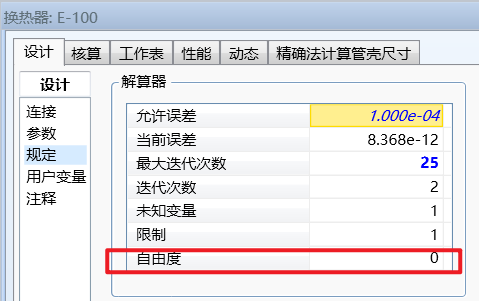 换热器: E-100
设计 核算 工作表 性能 动态 精确法计算管壳尺寸
设计
连接
参数
规定
用户变量
注释
解算器
允许误差 1.000e-04
当前误差 8.368e-12
最大迭代次数 25
迭代次数 2
未知变量 1
限制 1
自由度 0